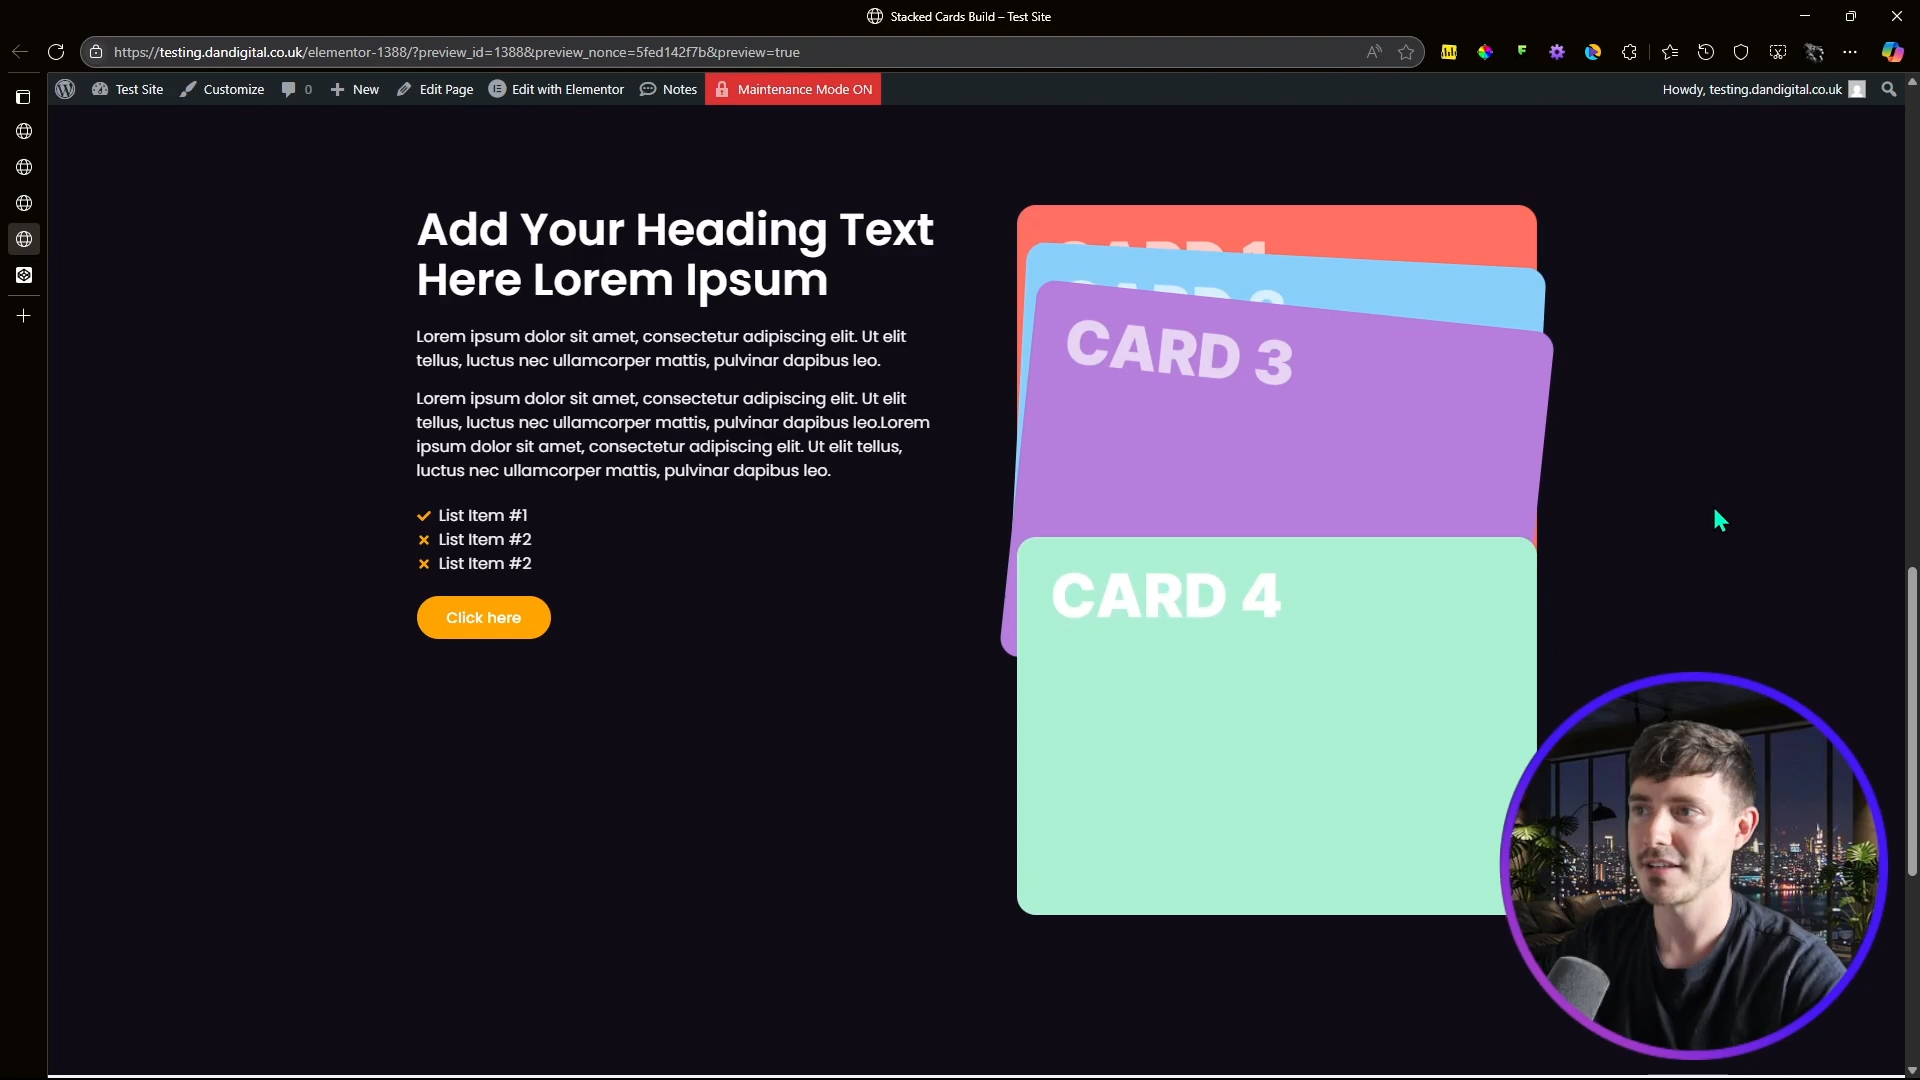 Stacked Cards Build – Test Site
https://testing.dandigital.co.uk/elementor-1388/?preview_id=1388&preview_nonce=5fed142f7b&preview=true
Test Site Customize 0 New Edit Page Edit with Elementor Notes Maintenance Mode ON Howdy, testing.dandigital.co.uk
Add Your Heading Text
Here Lorem Ipsum
Lorem ipsum dolor sit amet, consectetur adipiscing elit. Ut elit
tellus, luctus nec ullamcorper mattis, pulvinar dapibus leo.
Lorem ipsum dolor sit amet, consectetur adipiscing elit. Ut elit
tellus, luctus nec ullamcorper mattis, pulvinar dapibus leo.Lorem
ipsum dolor sit amet, consectetur adipiscing elit. Ut elit tellus,
luctus nec ullamcorper mattis, pulvinar dapibus leo.
List Item #1
List Item #2
List Item #2
Click here
CARD 1
CARD 2
CARD 3
CARD 4